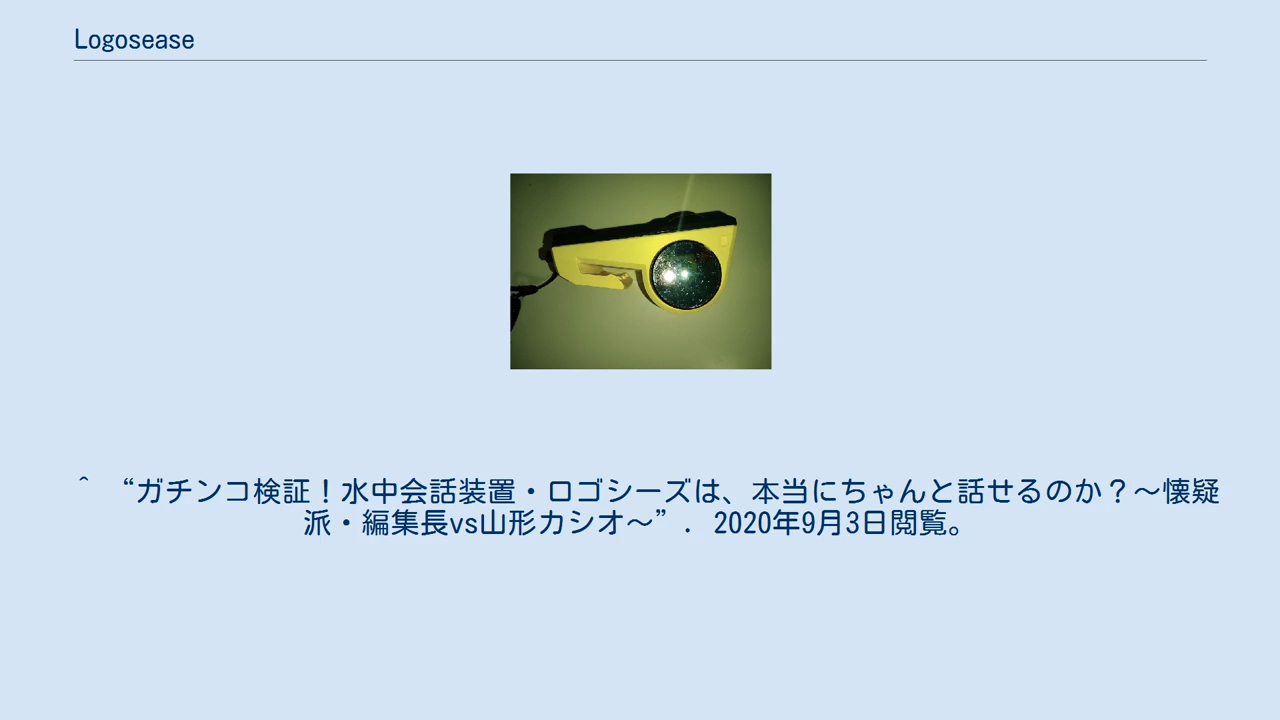 Logosease
^ “ガチンコ検証！水中会話装置・ロゴシーズは、本当にちゃんと話せるのか？～懐疑
派・編集長vs山形カシオ～”. 2020年9月3日閲覧。